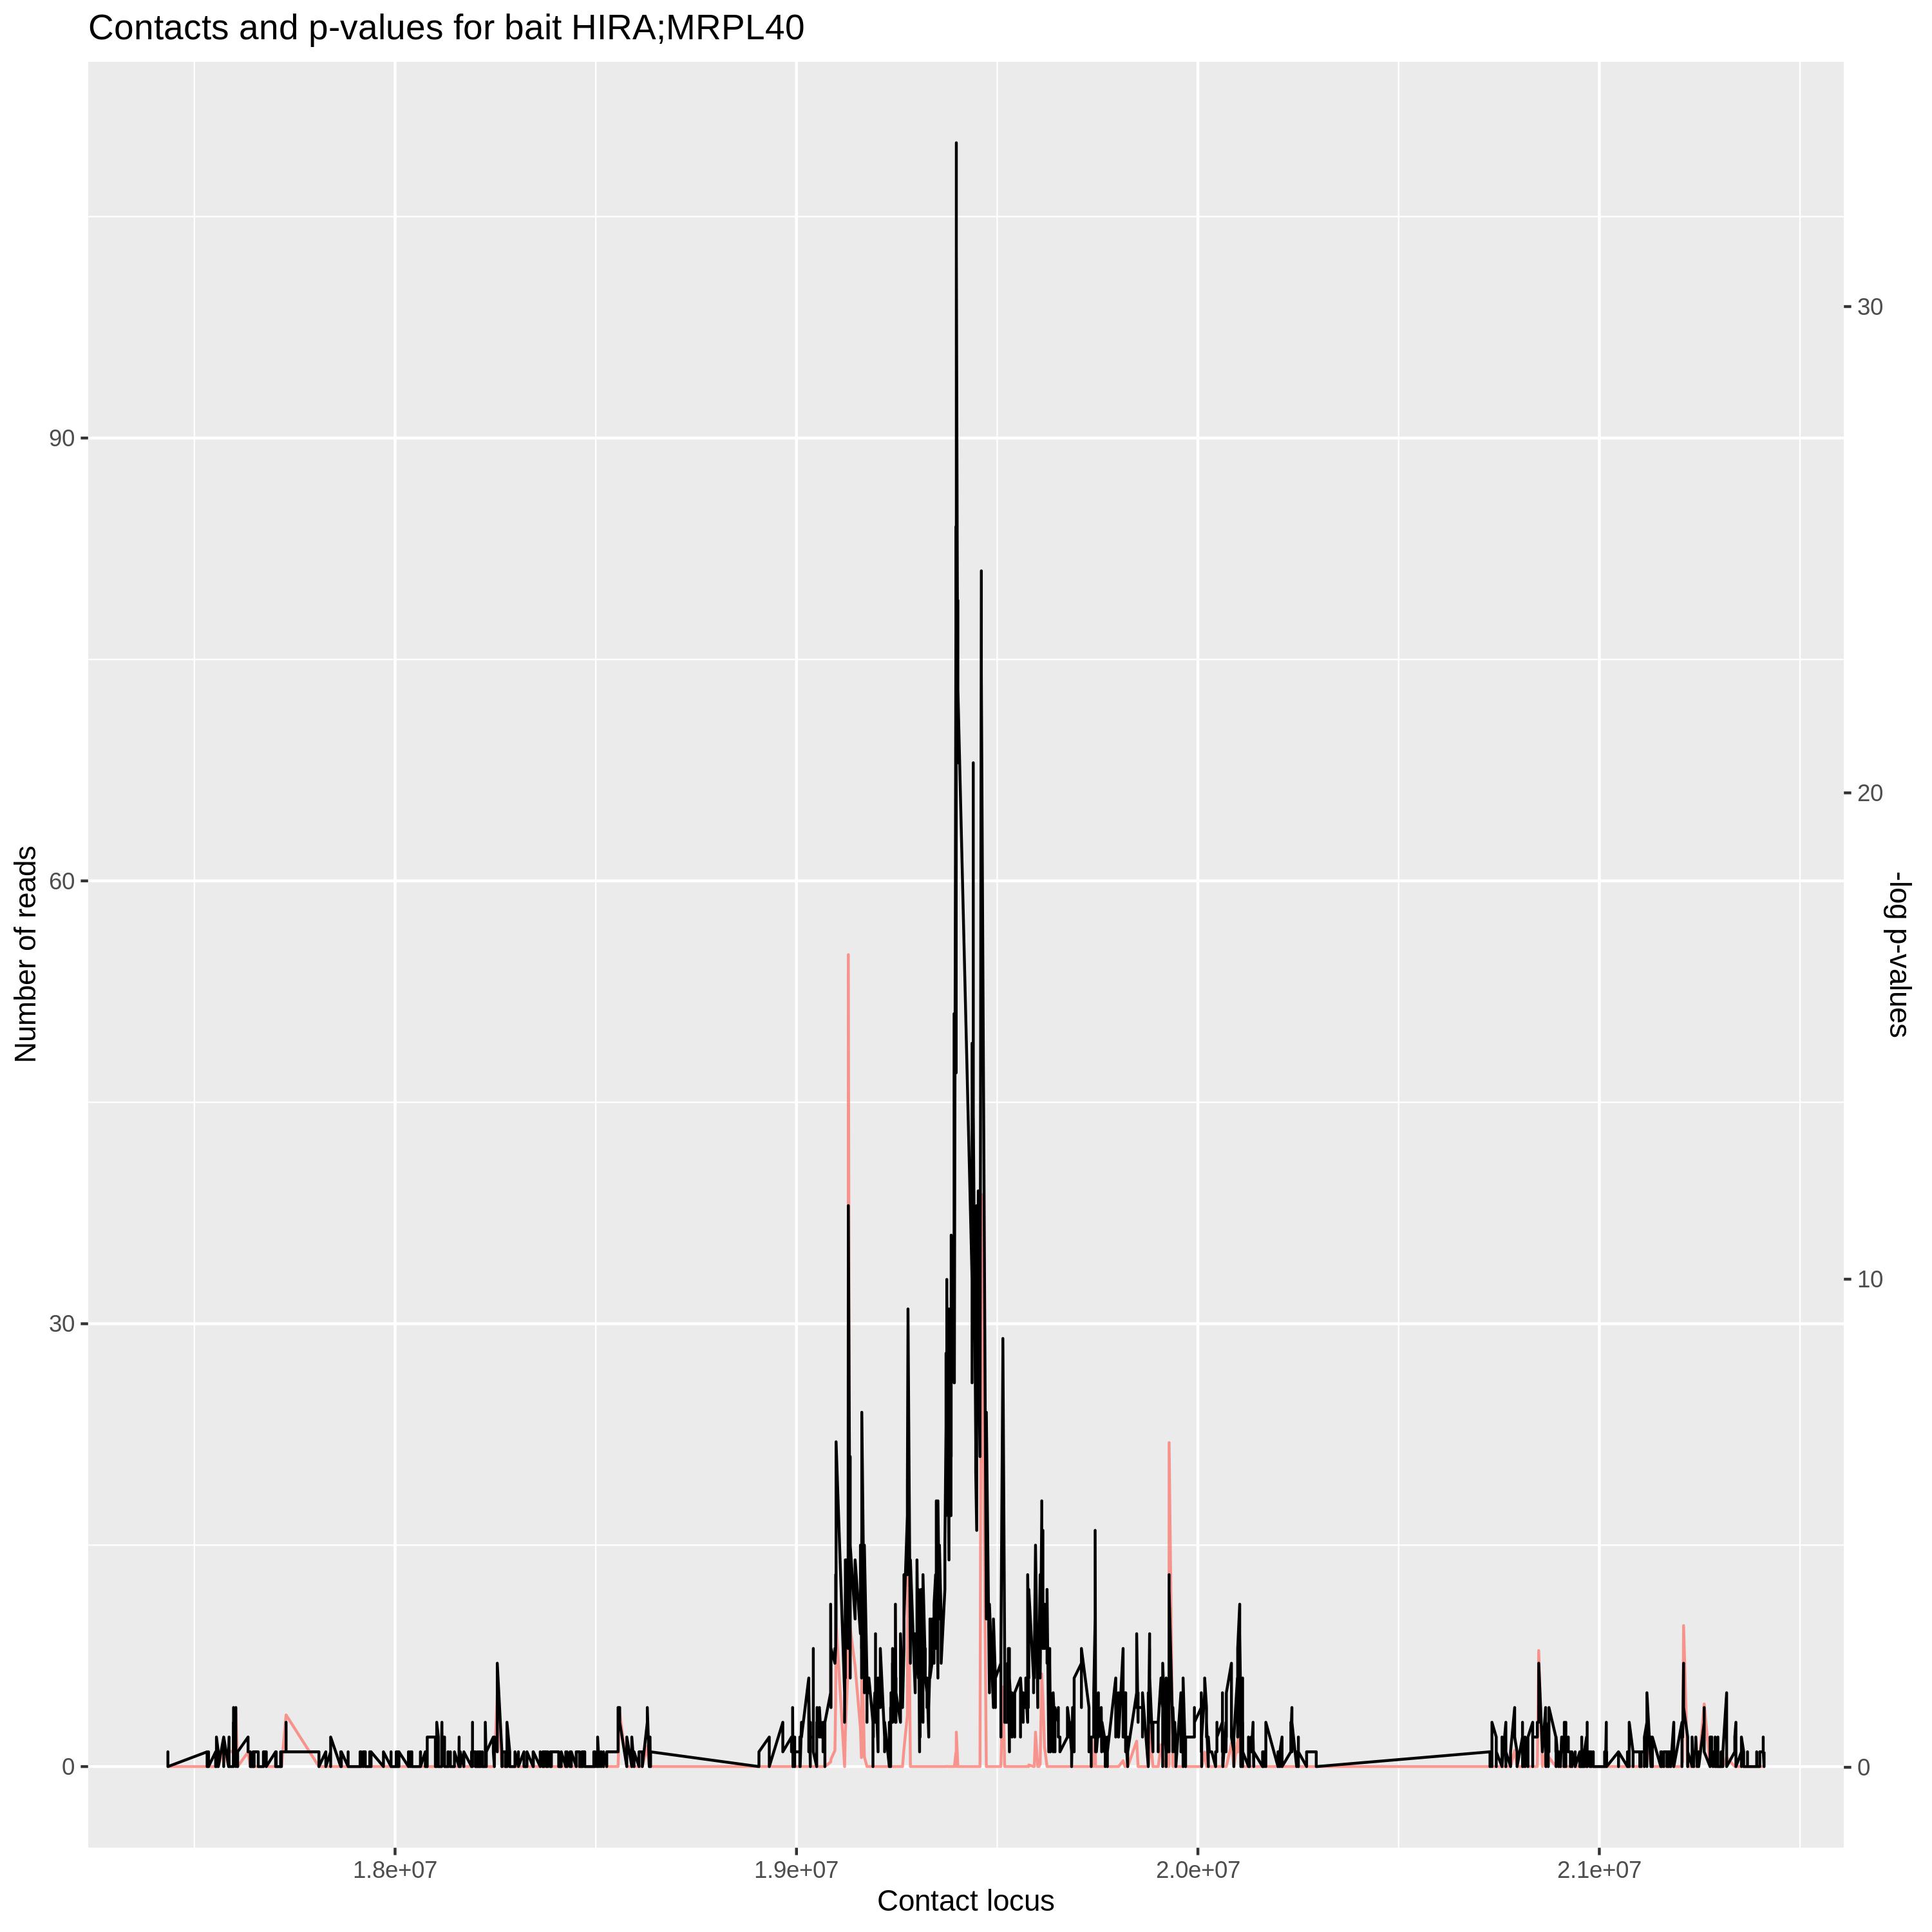 Contacts and p-values for bait HIRA;MRPL40
Number of reads
90
60
30
0
30
20
10
0
-log p-values
1.8e+07
1.9e+07
2.0e+07
2.1e+07
Contact locus